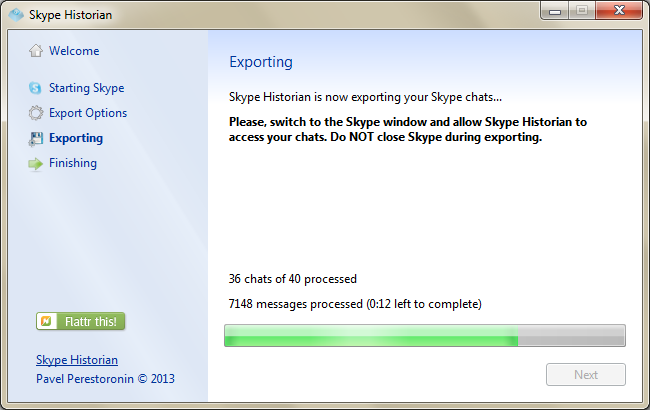 Skype Historian
Welcome
Starting Skype
Export Options
Exporting
Finishing
Flattr this!
Skype Historian
Pavel Perestoronin © 2013
Exporting
Skype Historian is now exporting your Skype chats...
Please, switch to the Skype window and allow Skype Historian to
access your chats. Do NOT close Skype during exporting.
36 chats of 40 processed
7148 messages processed (0:12 left to complete)
Next